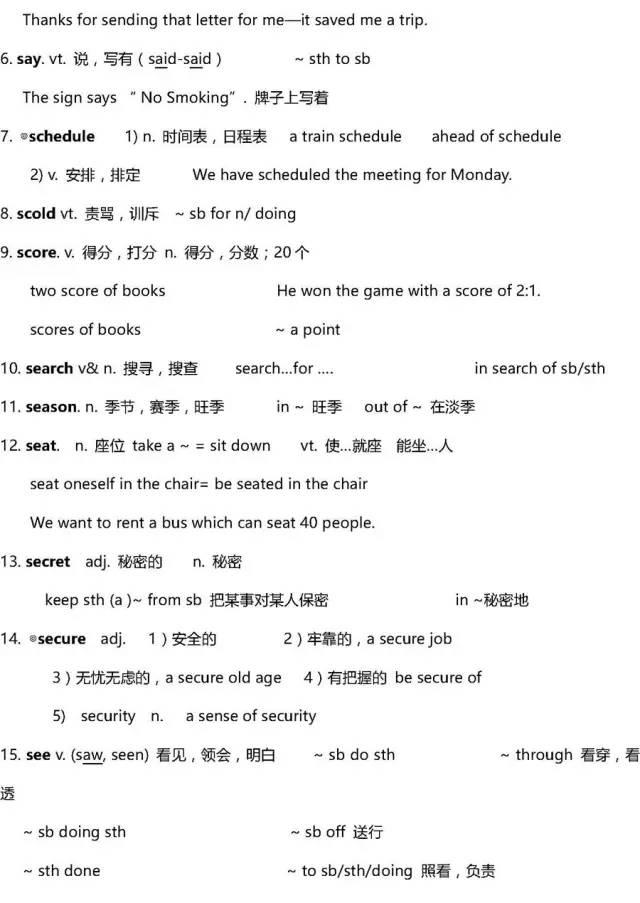 Thanks for sending that letter for me—it saved me a trip.
6. say. vt. 说，写有（said-said） ~ sth to sb
The sign says “ No Smoking”. 牌子上写着
7. ⊙schedule 1) n. 时间表，日程表 a train schedule ahead of schedule
2) v. 安排，排定 We have scheduled the meeting for Monday.
8. scold vt. 责骂，训斥 ~ sb for n/ doing
9. score. v. 得分，打分 n. 得分，分数；20个
two score of books He won the game with a score of 2:1.
scores of books ~ a point
10. search v& n. 搜寻，搜查 search...for .... in search of sb/sth
11. season. n. 季节，赛季，旺季 in ~ 旺季 out of ~ 在淡季
12. seat. n. 座位 take a ~ = sit down vt. 使...就座 能坐...人
seat oneself in the chair= be seated in the chair
We want to rent a bus which can seat 40 people.
13. secret adj. 秘密的 n. 秘密
keep sth (a )~ from sb 把某事对某人保密 in ~秘密地
14. ⊙secure adj. 1）安全的 2）牢靠的，a secure job
3）无忧无虑的，a secure old age 4）有把握的 be secure of
5) security n. a sense of security
15. see v. (saw, seen) 看见，领会，明白 ~ sb do sth ~ through 看穿，看
透
~ sb doing sth ~ sb off 送行
~ sth done ~ to sb/sth/doing 照看，负责